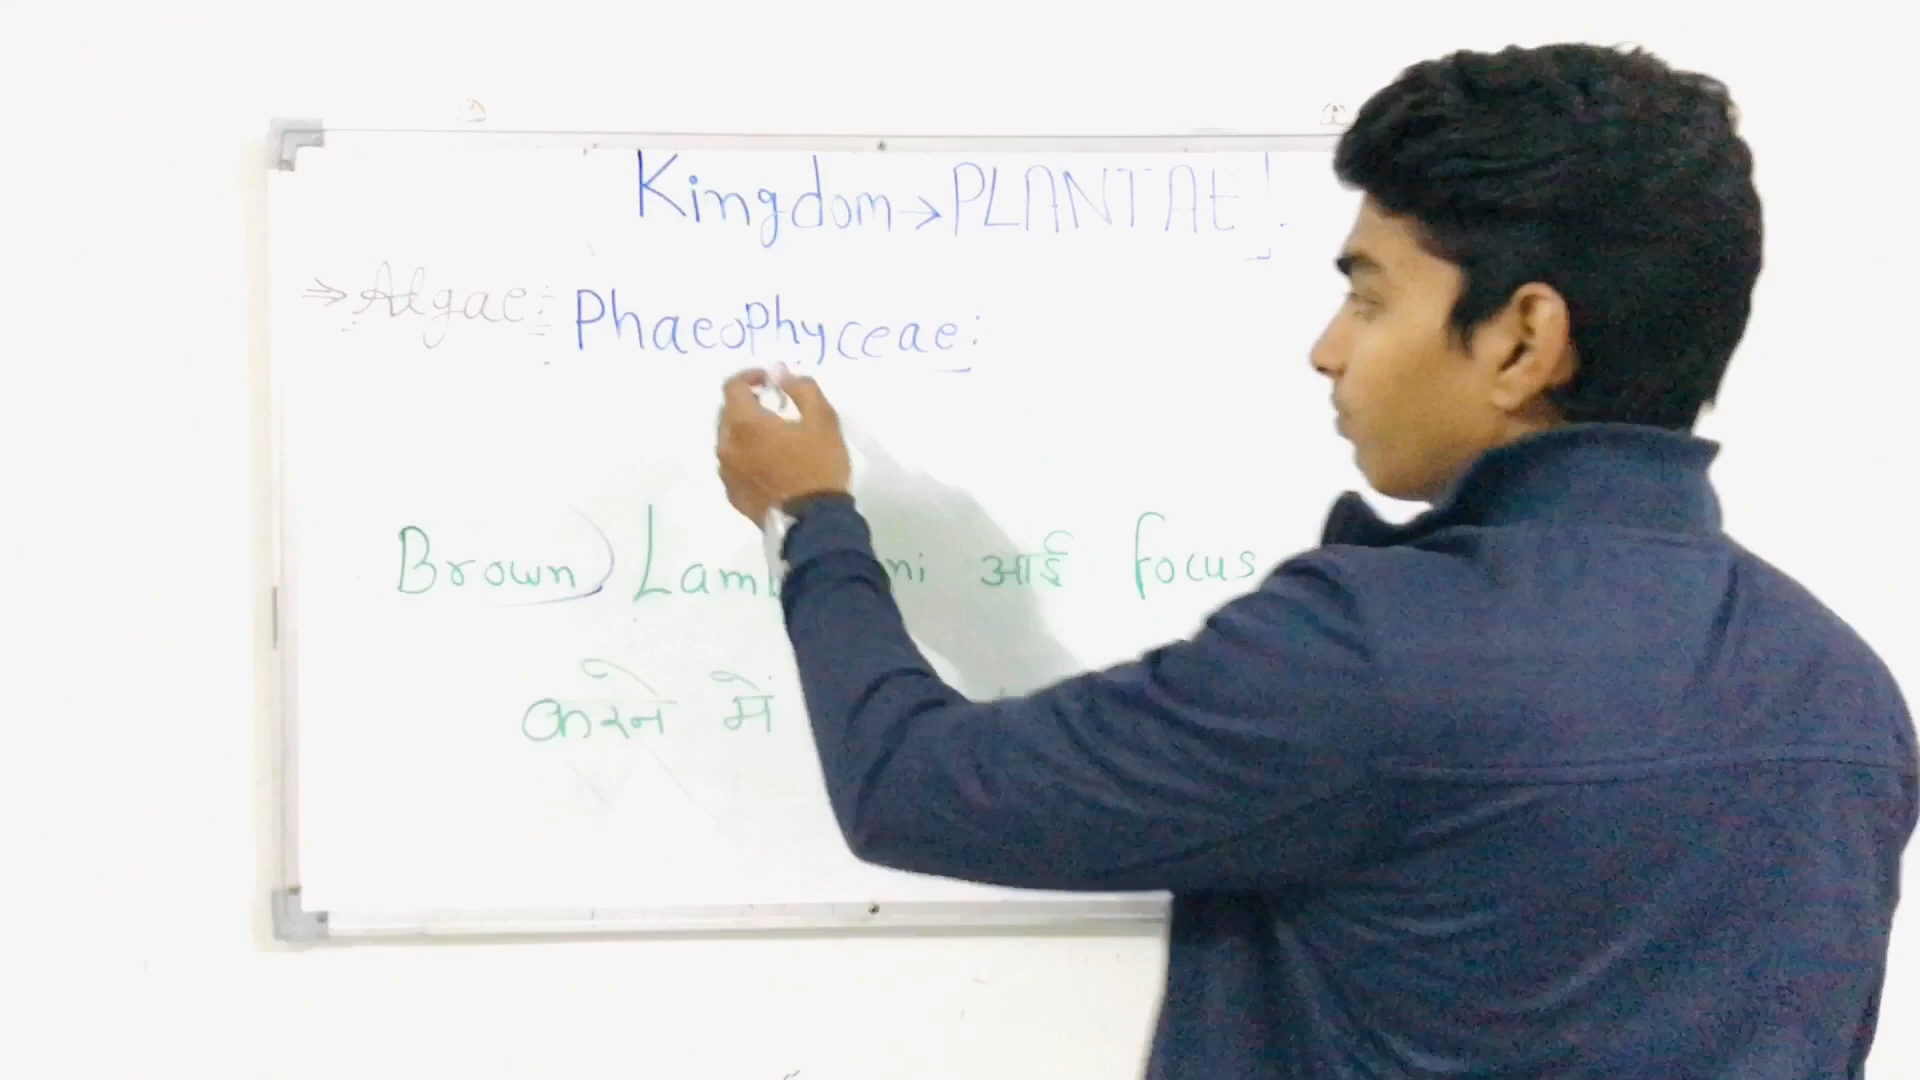 Kingdom → PLANTAE!
⇒ Algae: Phaeophyceae:
Brown) आई focus
करने में